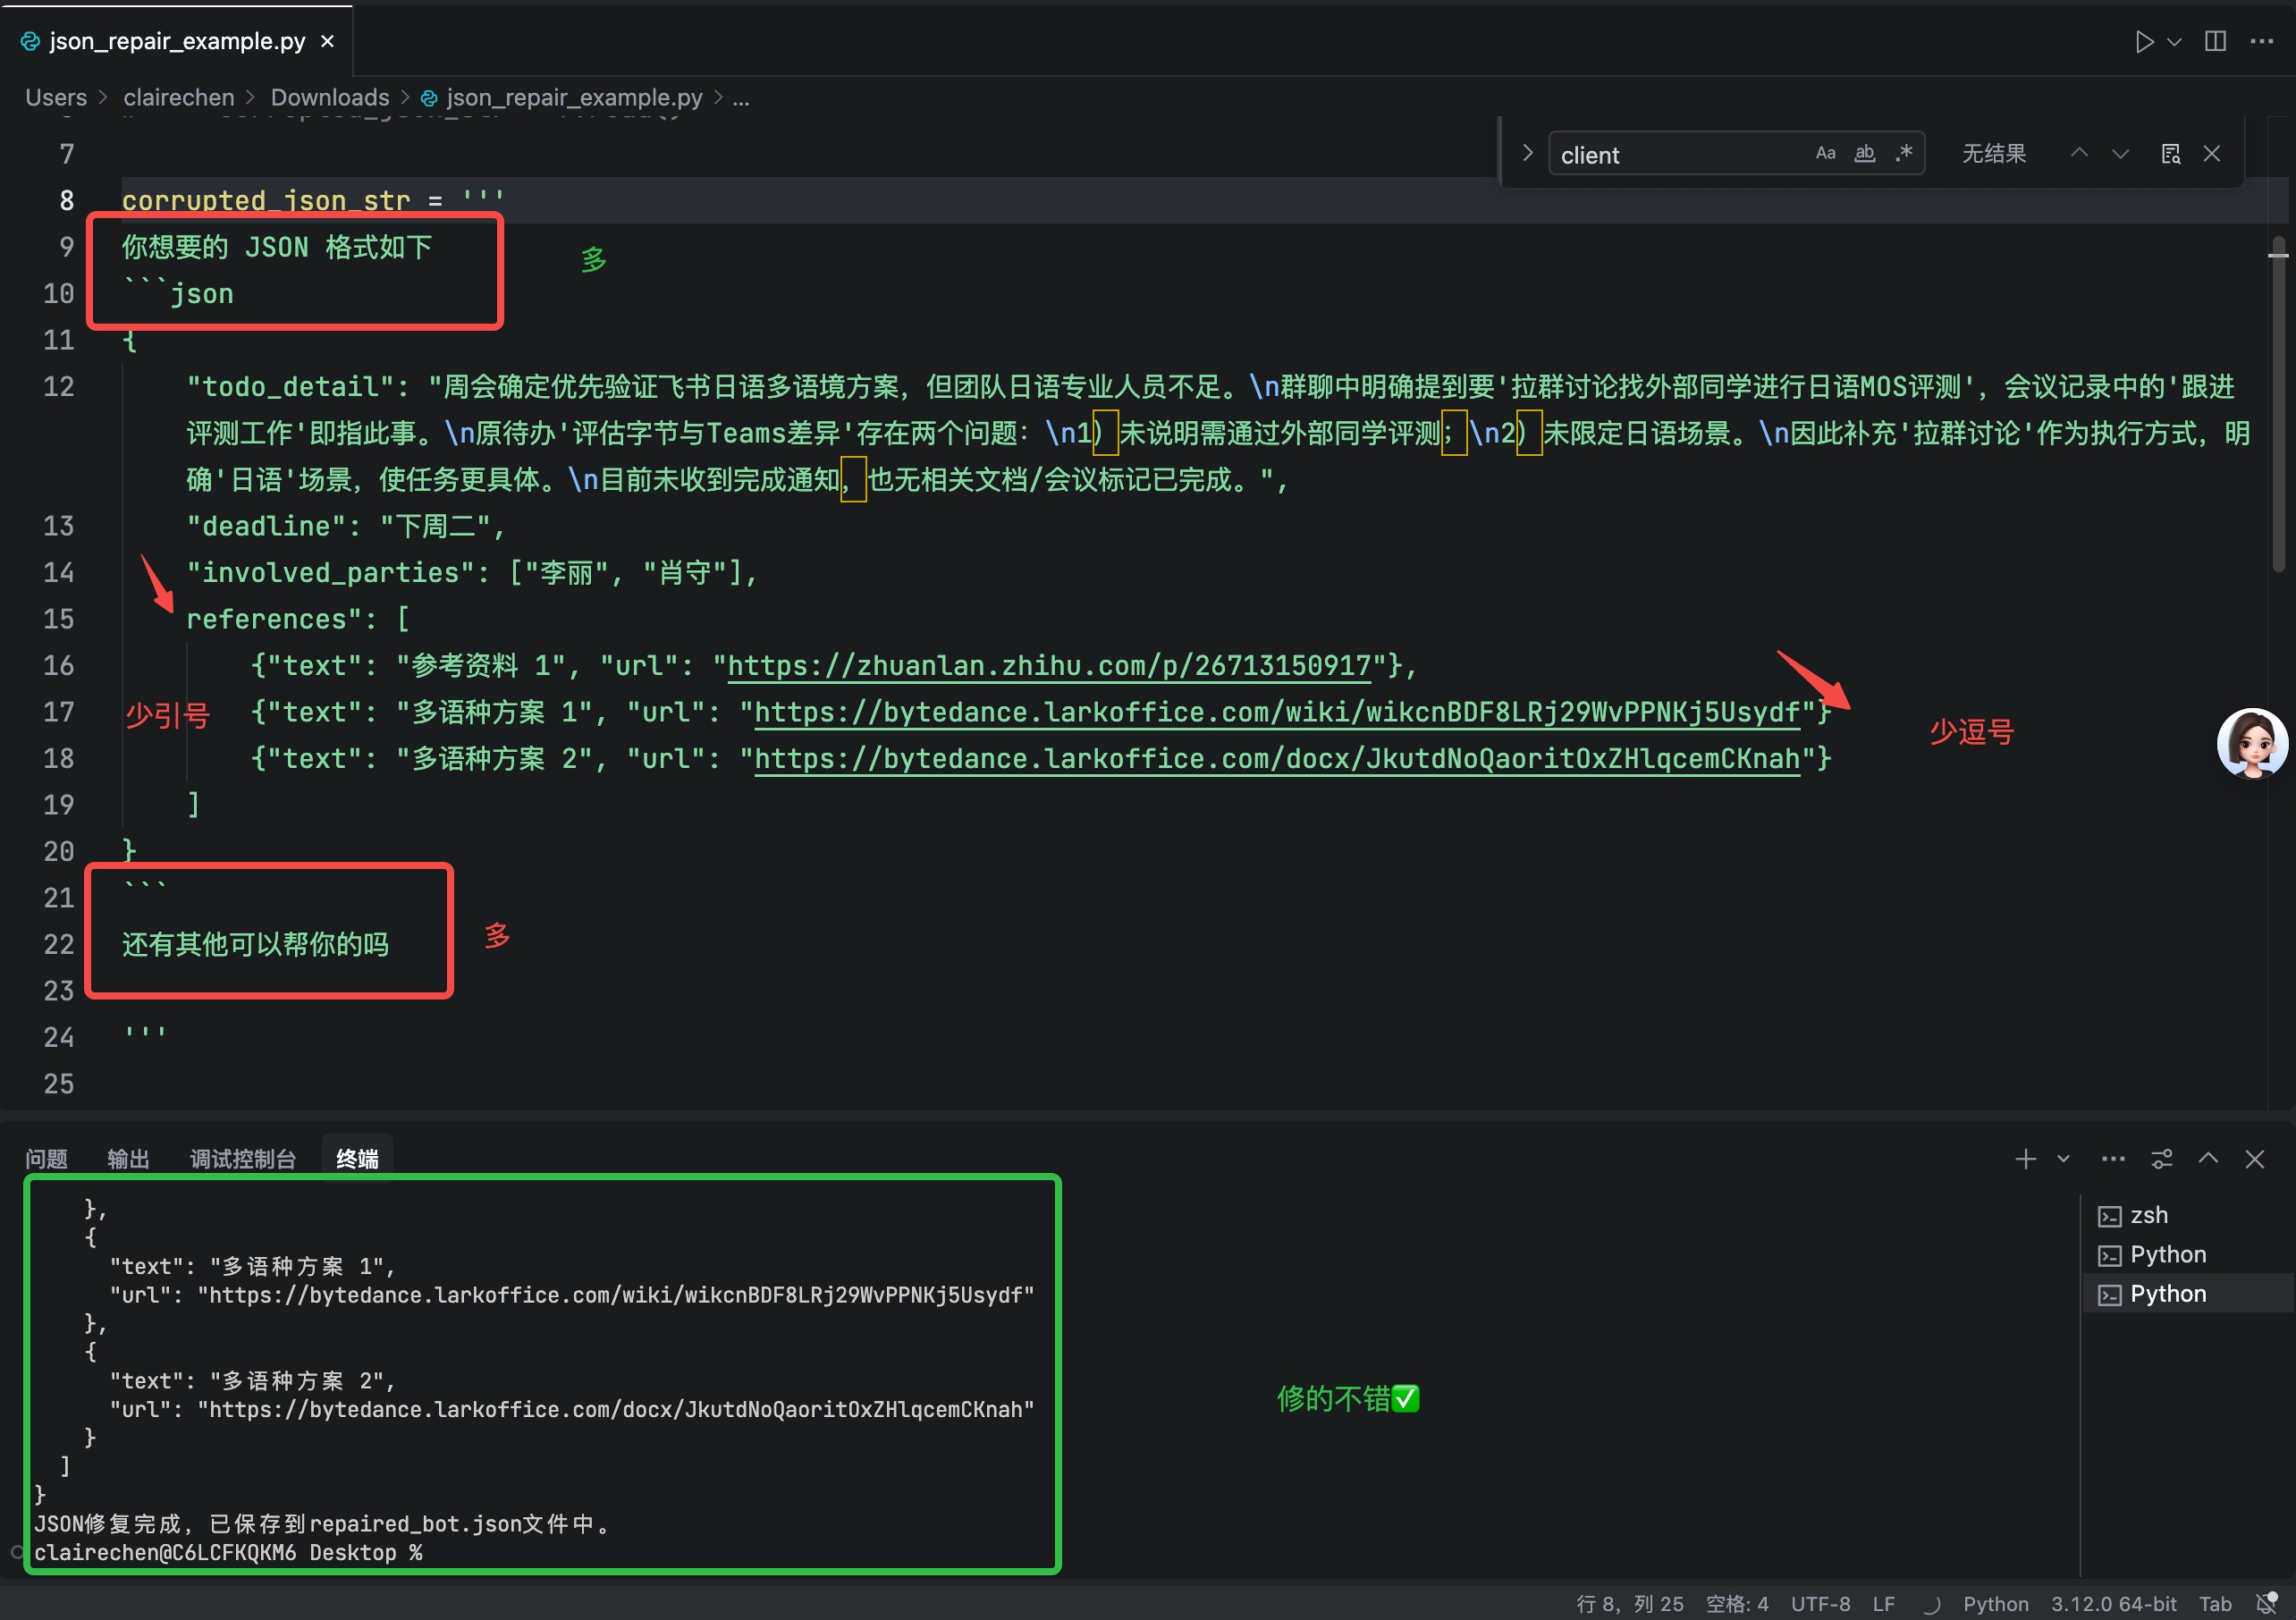 json_repair_example.py
Users > clairechen > Downloads > json_repair_example.py > ...
client
Aa
ab
.*
无结果
7
8 corrupted_json_str = '''
9 你想要的 JSON 格式如下
多
10 ```json
11 {
12 "todo_detail": "周会确定优先验证飞书日语多语境方案，但团队日语专业人员不足。\n群聊中明确提到要'拉群讨论找外部同学进行日语MOS评测'，会议记录中的'跟进
评测工作'即指此事。\n原待办'评估字节与Teams差异'存在两个问题：\n1）未说明需通过外部同学评测；\n2）未限定日语场景。\n因此补充'拉群讨论'作为执行方式，明
确'日语'场景，使任务更具体。\n目前未收到完成通知，也无相关文档/会议标记已完成。",
13 "deadline": "下周二",
14 "involved_parties": ["李丽", "肖守"],
15 references": [
16 {"text": "参考资料 1", "url": "https://zhuanlan.zhihu.com/p/26713150917"},
17 {"text": "多语种方案 1", "url": "https://bytedance.larkoffice.com/wiki/wikcnBDF8LRj29WvPPNKj5Usydf"}
少引号
少逗号
18 {"text": "多语种方案 2", "url": "https://bytedance.larkoffice.com/docx/JkutdNoQaoritOxZHlqcemCKnah"}
19 ]
20 }
21 ```
22 还有其他可以帮你的吗
多
23
24 '''
25
问题 输出 调试控制台 终端
},
{
"text": "多语种方案 1",
"url": "https://bytedance.larkoffice.com/wiki/wikcnBDF8LRj29WvPPNKj5Usydf"
},
{
"text": "多语种方案 2",
"url": "https://bytedance.larkoffice.com/docx/JkutdNoQaoritOxZHlqcemCKnah"
}
]
}
JSON修复完成，已保存到repaired_bot.json文件中。
clairechen@C6LCFKQKM6 Desktop %
修的不错✅
zsh
Python
Python
行 8，列 25 空格: 4 UTF-8 LF Python 3.12.0 64-bit Tab